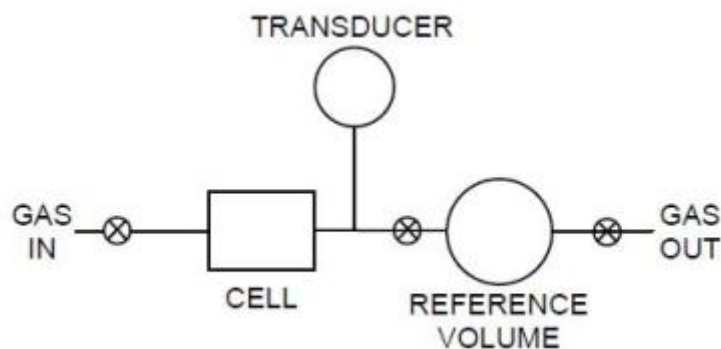 TRANSDUCER
GAS
IN
CELL
REFERENCE
VOLUME
GAS
OUT